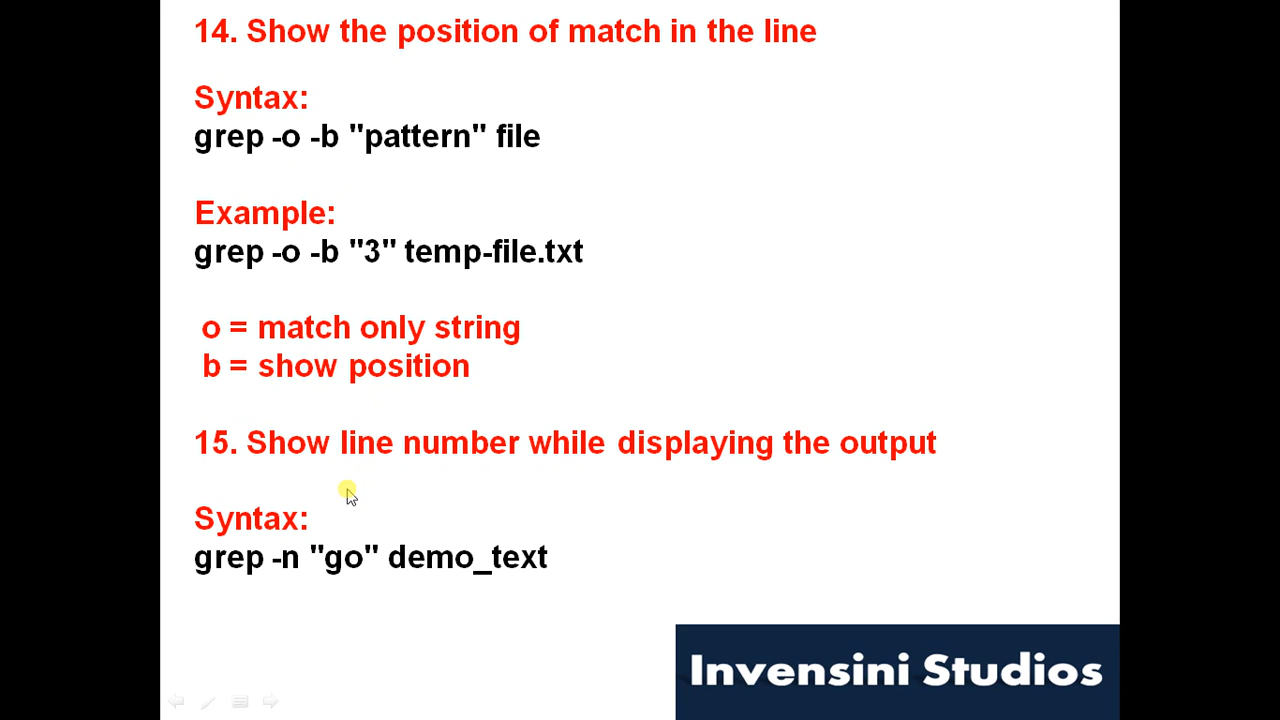 14. Show the position of match in the line
Syntax:
grep -o -b "pattern" file
Example:
grep -o -b "3" temp-file.txt
o = match only string
b = show position
15. Show line number while displaying the output
Syntax:
grep -n "go" demo_text
Invensini Studios